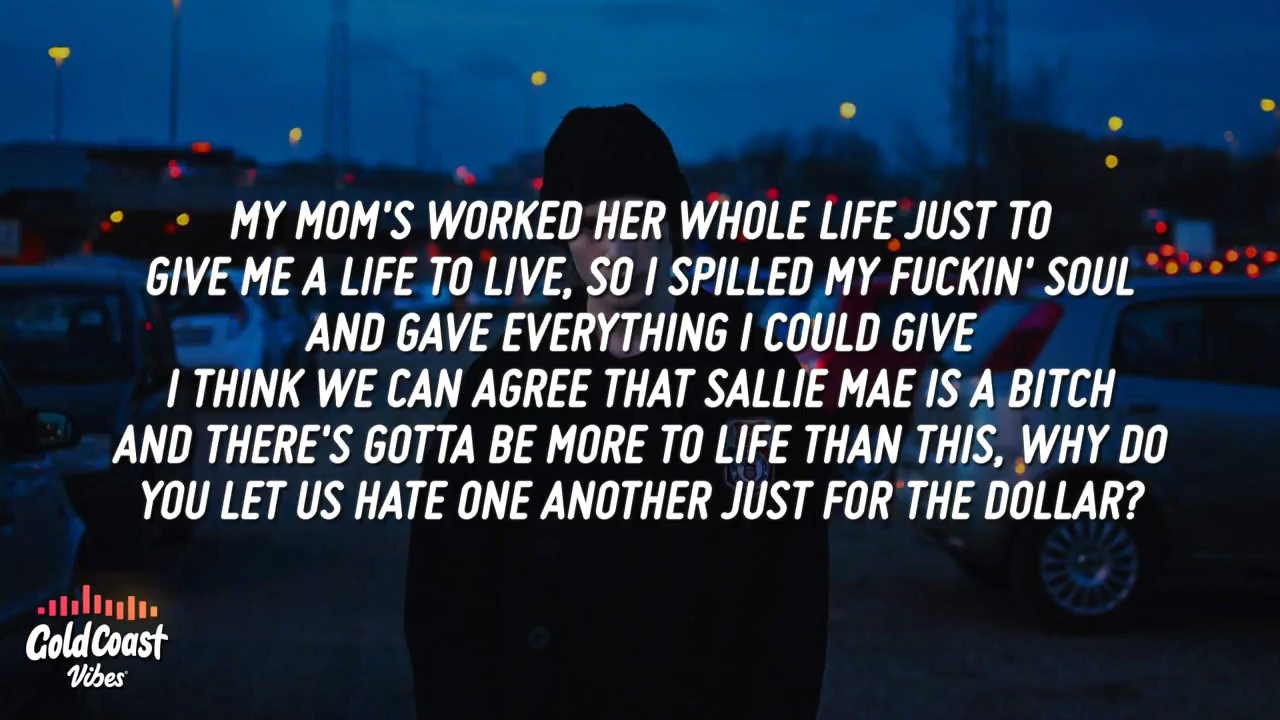 MY MOM'S WORKED HER WHOLE LIFE JUST TO
GIVE ME A LIFE TO LIVE, SO I SPILLED MY FUCKIN' SOUL
AND GAVE EVERYTHING I COULD GIVE
I THINK WE CAN AGREE THAT SALLIE MAE IS A BITCH
AND THERE'S GOTTA BE MORE TO LIFE THAN THIS, WHY DO
YOU LET US HATE ONE ANOTHER JUST FOR THE DOLLAR?
Gold Coast
Vibes